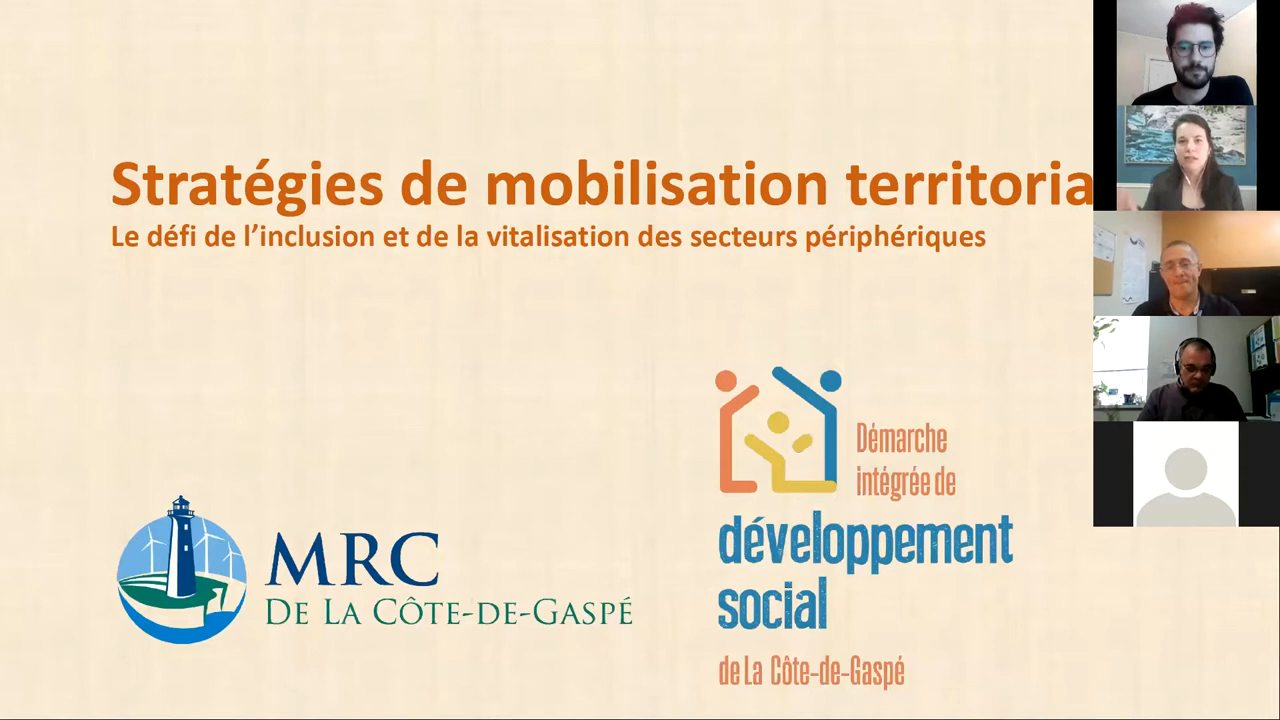 Stratégies de mobilisation territoria
Le défi de l’inclusion et de la vitalisation des secteurs périphériques
Démarche
intégrée de
développement
social
de La Côte-de-Gaspé
MRC
DE LA CÔTE-DE-GASPÉ